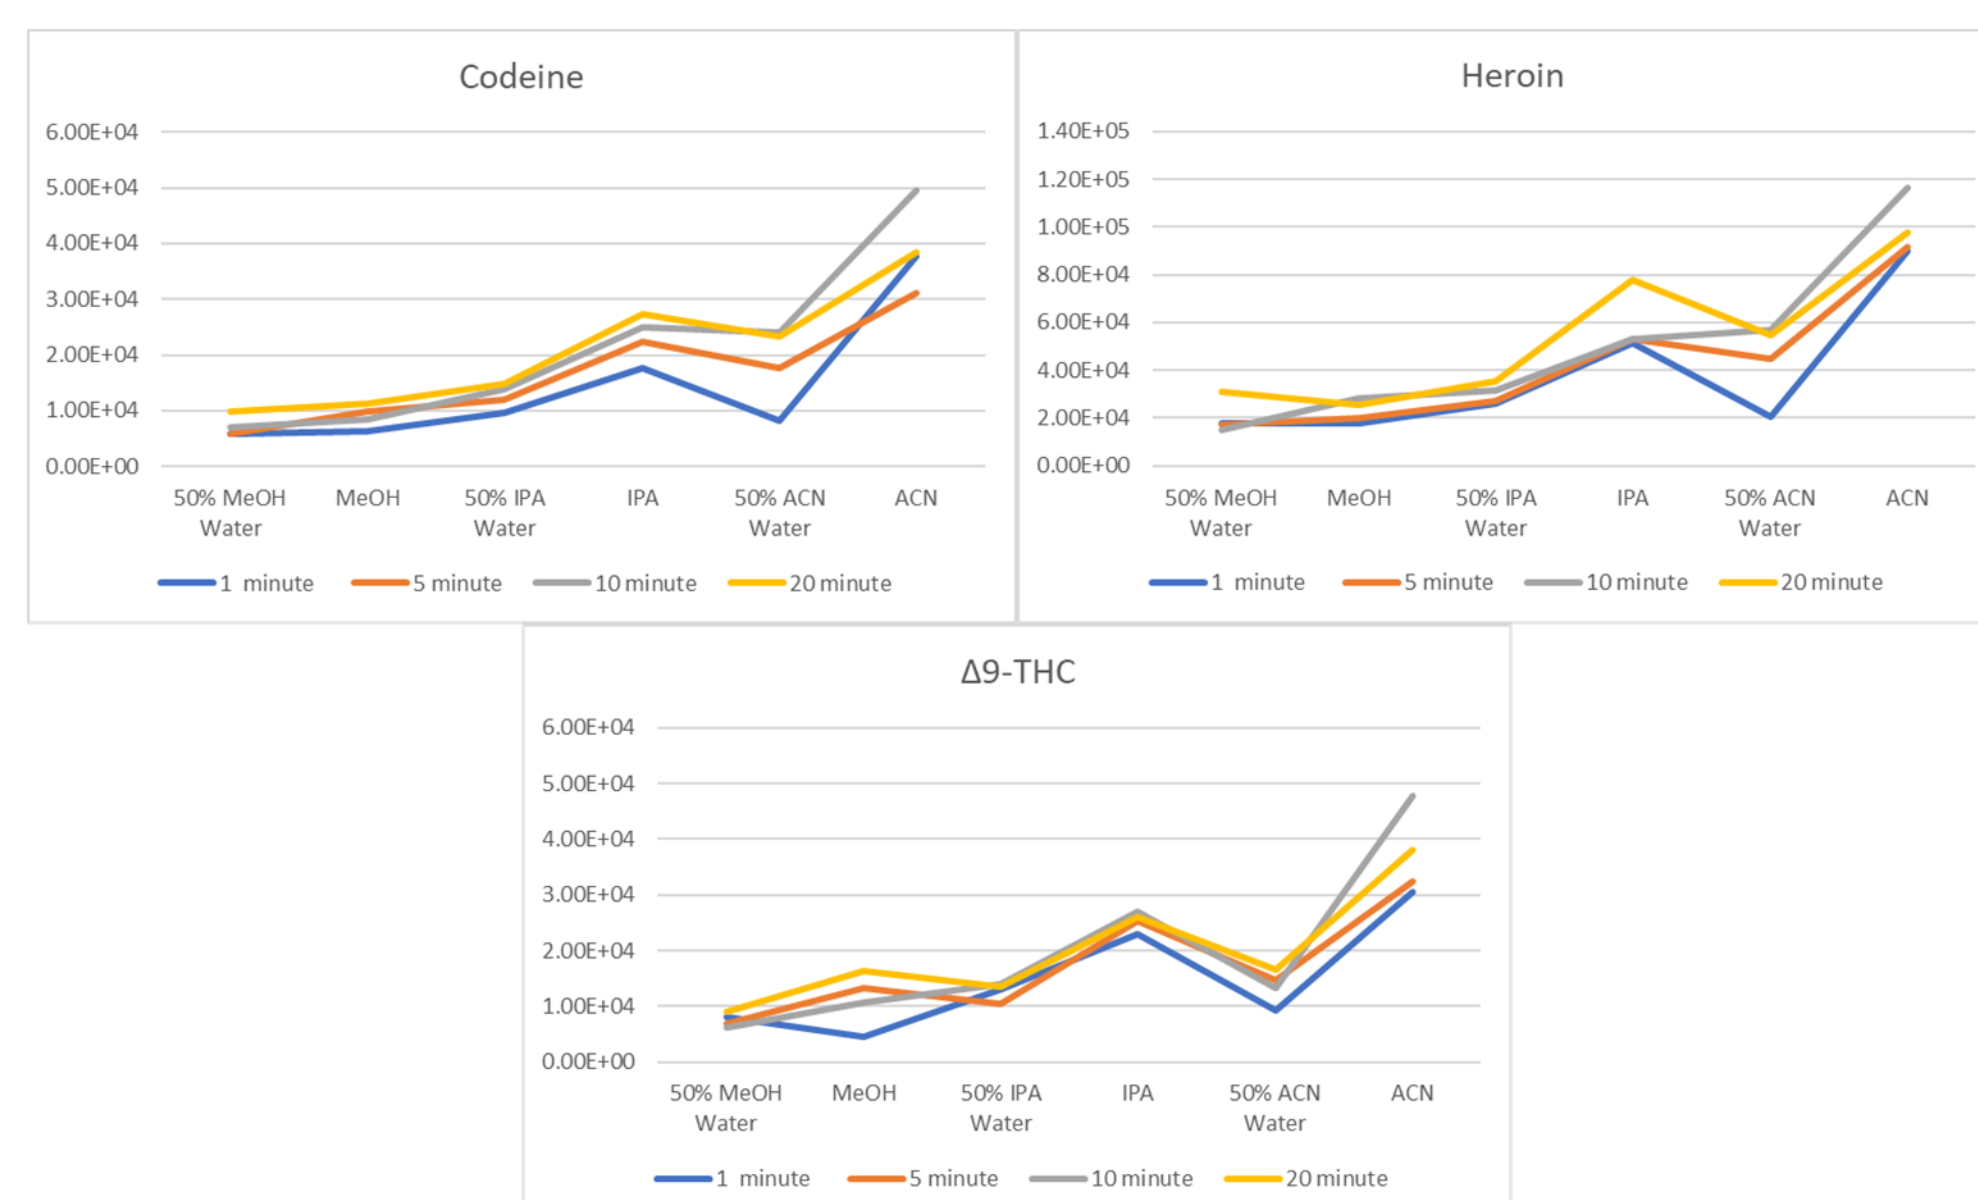 Codeine
6.00E+04
5.00E+04
4.00E+04
3.00E+04
2.00E+04
1.00E+04
0.00E+00
50% MeOH Water
MeOH
50% IPA Water
IPA
50% ACN Water
ACN
1 minute
5 minute
10 minute
20 minute
Heroin
1.40E+05
1.20E+05
1.00E+05
8.00E+04
6.00E+04
4.00E+04
2.00E+04
0.00E+00
50% MeOH Water
MeOH
50% IPA Water
IPA
50% ACN Water
ACN
1 minute
5 minute
10 minute
20 minute
Δ9-THC
6.00E+04
5.00E+04
4.00E+04
3.00E+04
2.00E+04
1.00E+04
0.00E+00
50% MeOH Water
MeOH
50% IPA Water
IPA
50% ACN Water
ACN
1 minute
5 minute
10 minute
20 minute